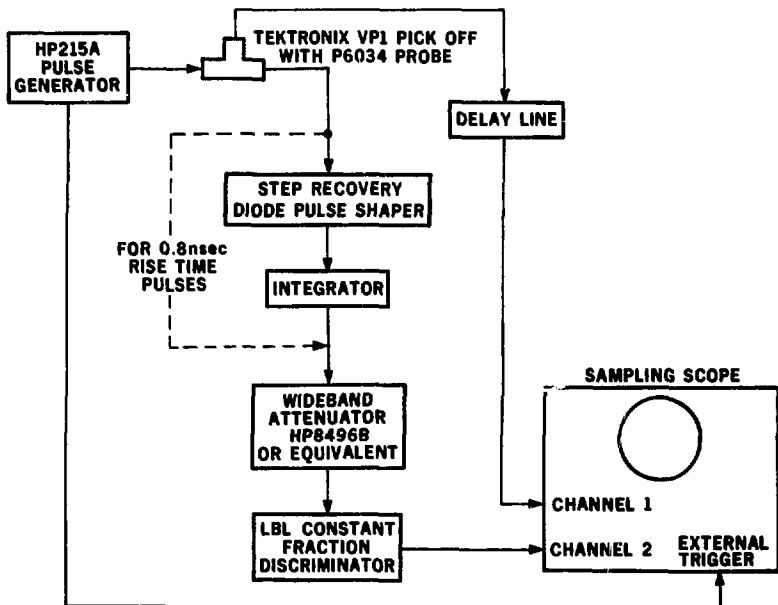 HP215A
PULSE
GENERATOR
TEKTRONIX VP1 PICK OFF
WITH P6034 PROBE
DELAY LINE
STEP RECOVERY
DIODE PULSE SHAPER
FOR 0.8nsec
RISE TIME
PULSES
INTEGRATOR
WIDEBAND
ATTENUATOR
HP8496B
OR EQUIVALENT
LBL CONSTANT
FRACTION
DISCRIMINATOR
SAMPLING SCOPE
CHANNEL 1
CHANNEL 2
EXTERNAL
TRIGGER